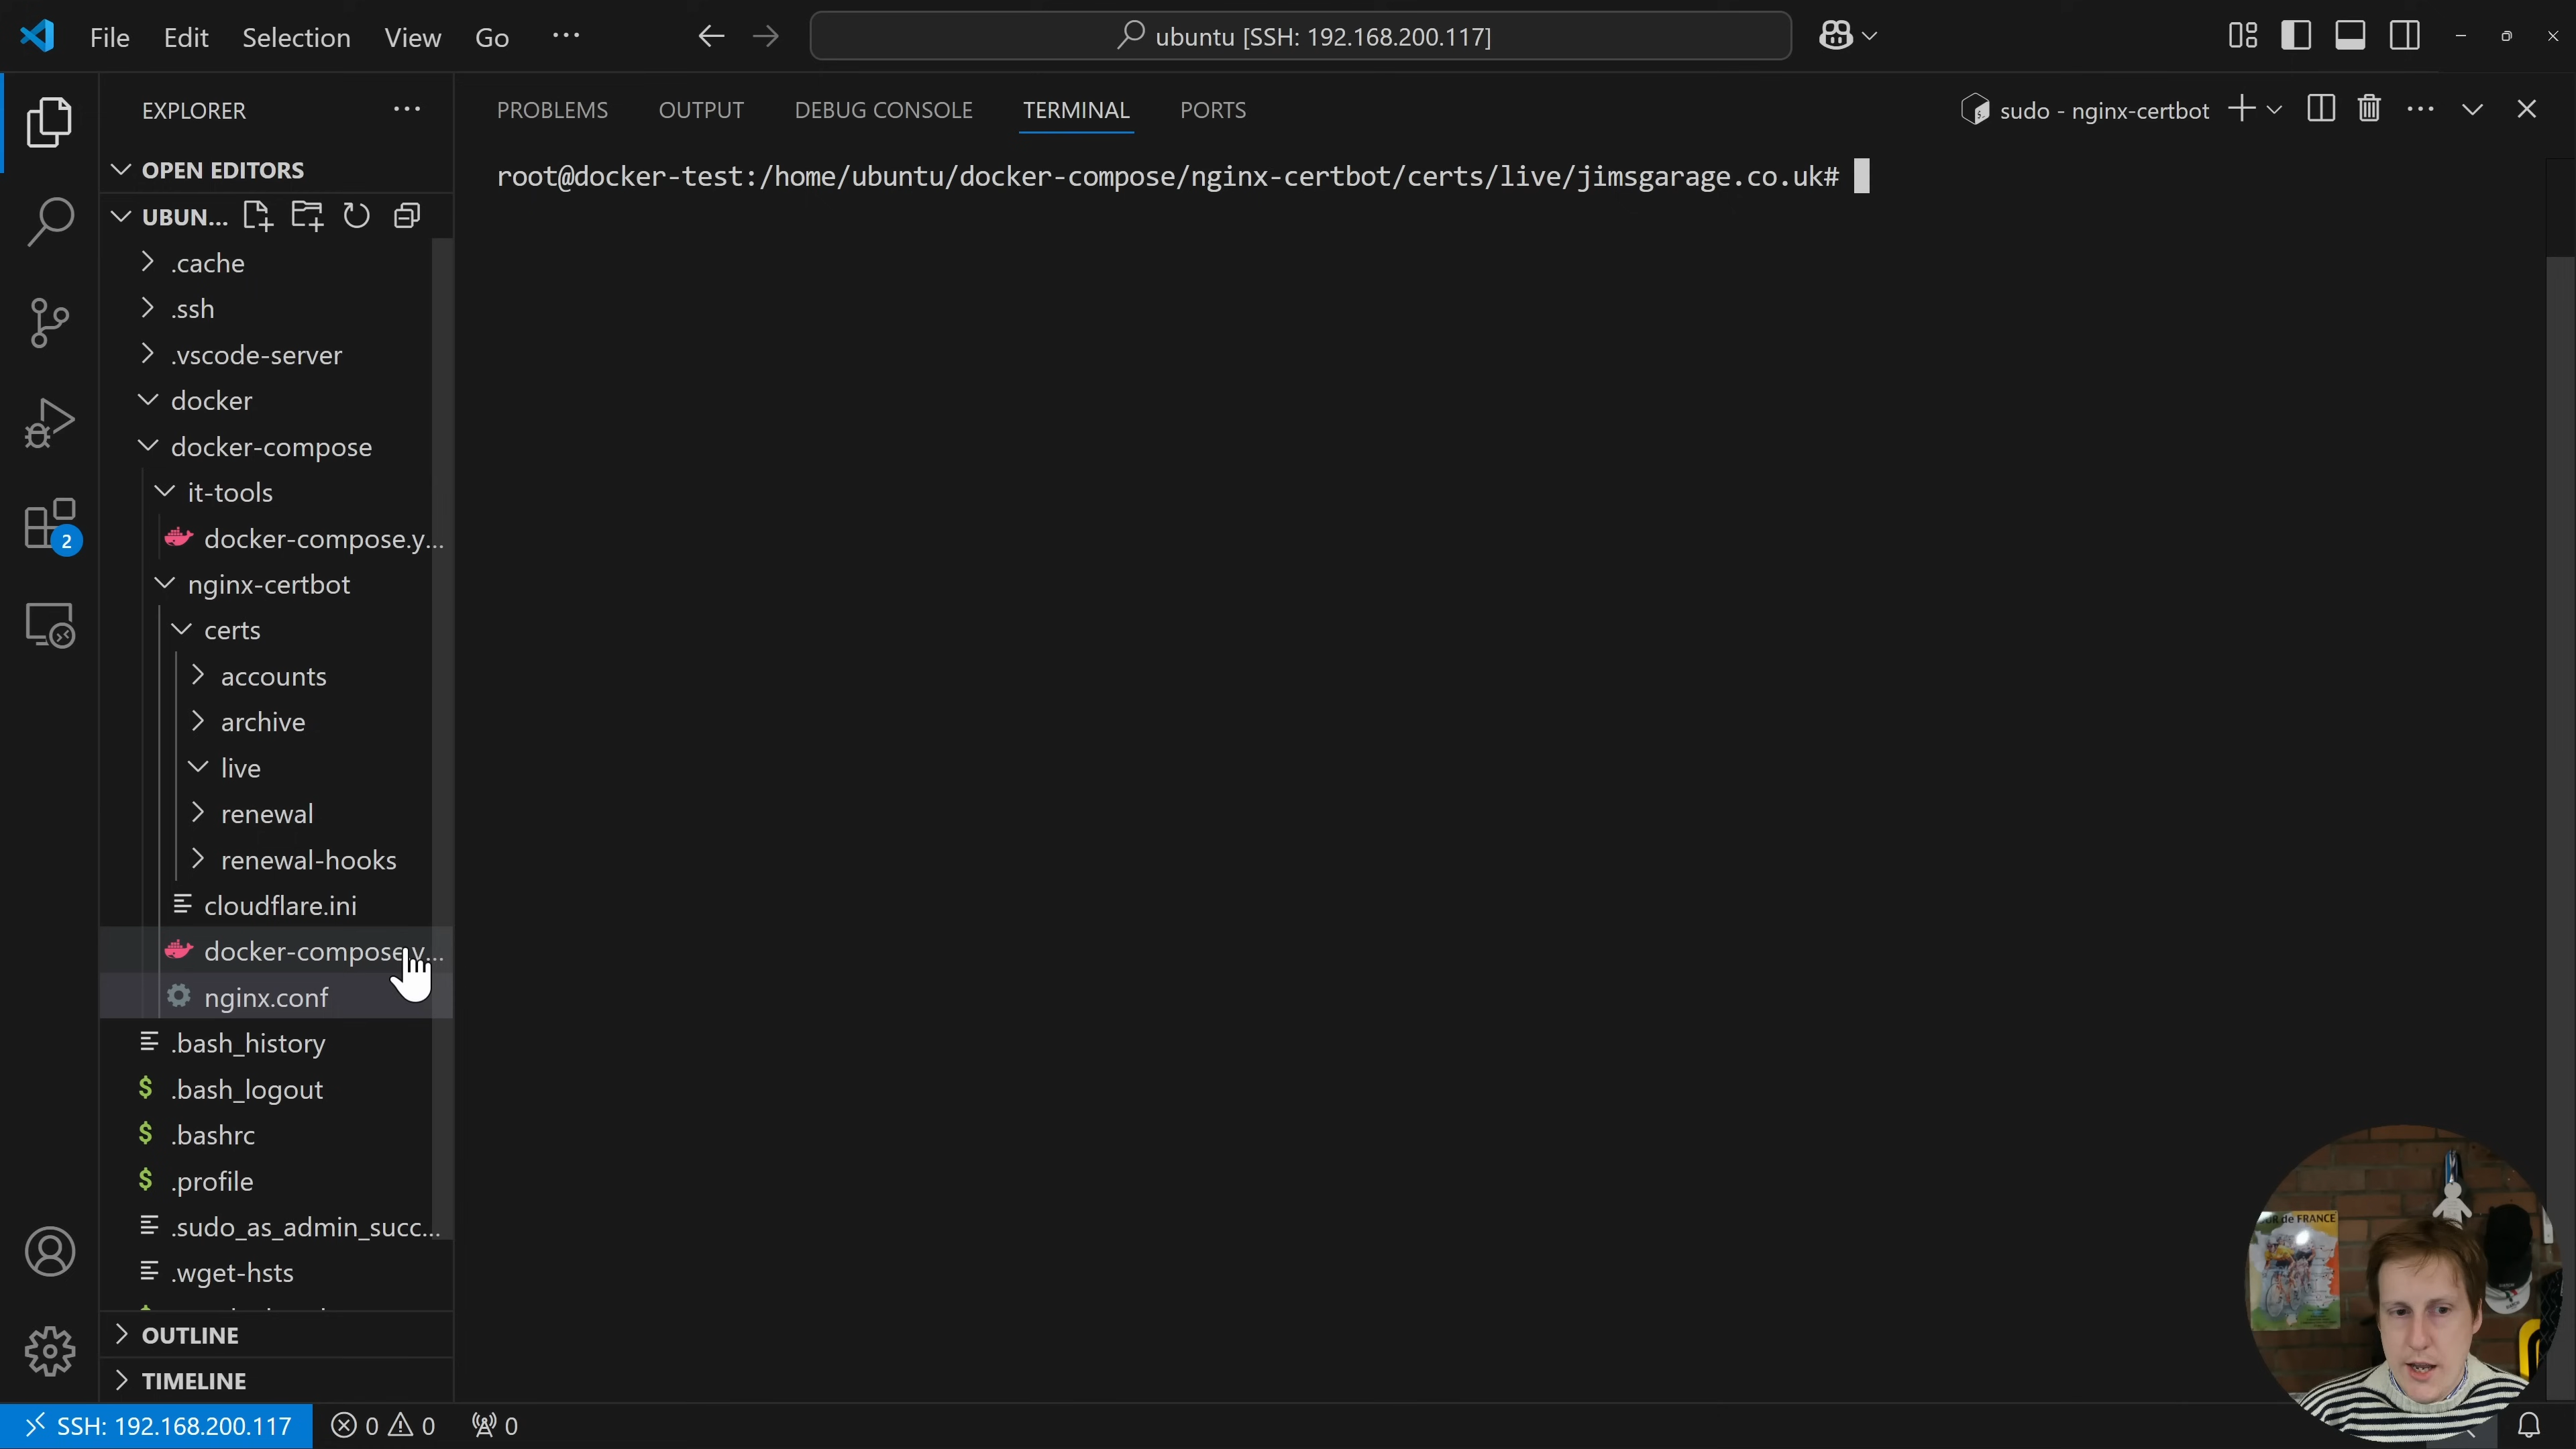 File Edit Selection View Go ··· ubuntu [SSH: 192.168.200.117]
EXPLORER ···
PROBLEMS OUTPUT DEBUG CONSOLE TERMINAL PORTS sudo - nginx-certbot
OPEN EDITORS
UBUN...
root@docker-test:/home/ubuntu/docker-compose/nginx-certbot/certs/live/jimsgarage.co.uk#
.cache
.ssh
.vscode-server
docker
docker-compose
it-tools
docker-compose.y...
nginx-certbot
2
certs
accounts
archive
live
renewal
renewal-hooks
cloudflare.ini
docker-compose.y...
nginx.conf
.bash_history
.bash_logout
.bashrc
.profile
.sudo_as_admin_succ...
.wget-hsts
OUTLINE
TIMELINE
de FRANCE
SSH: 192.168.200.117 0 0 0